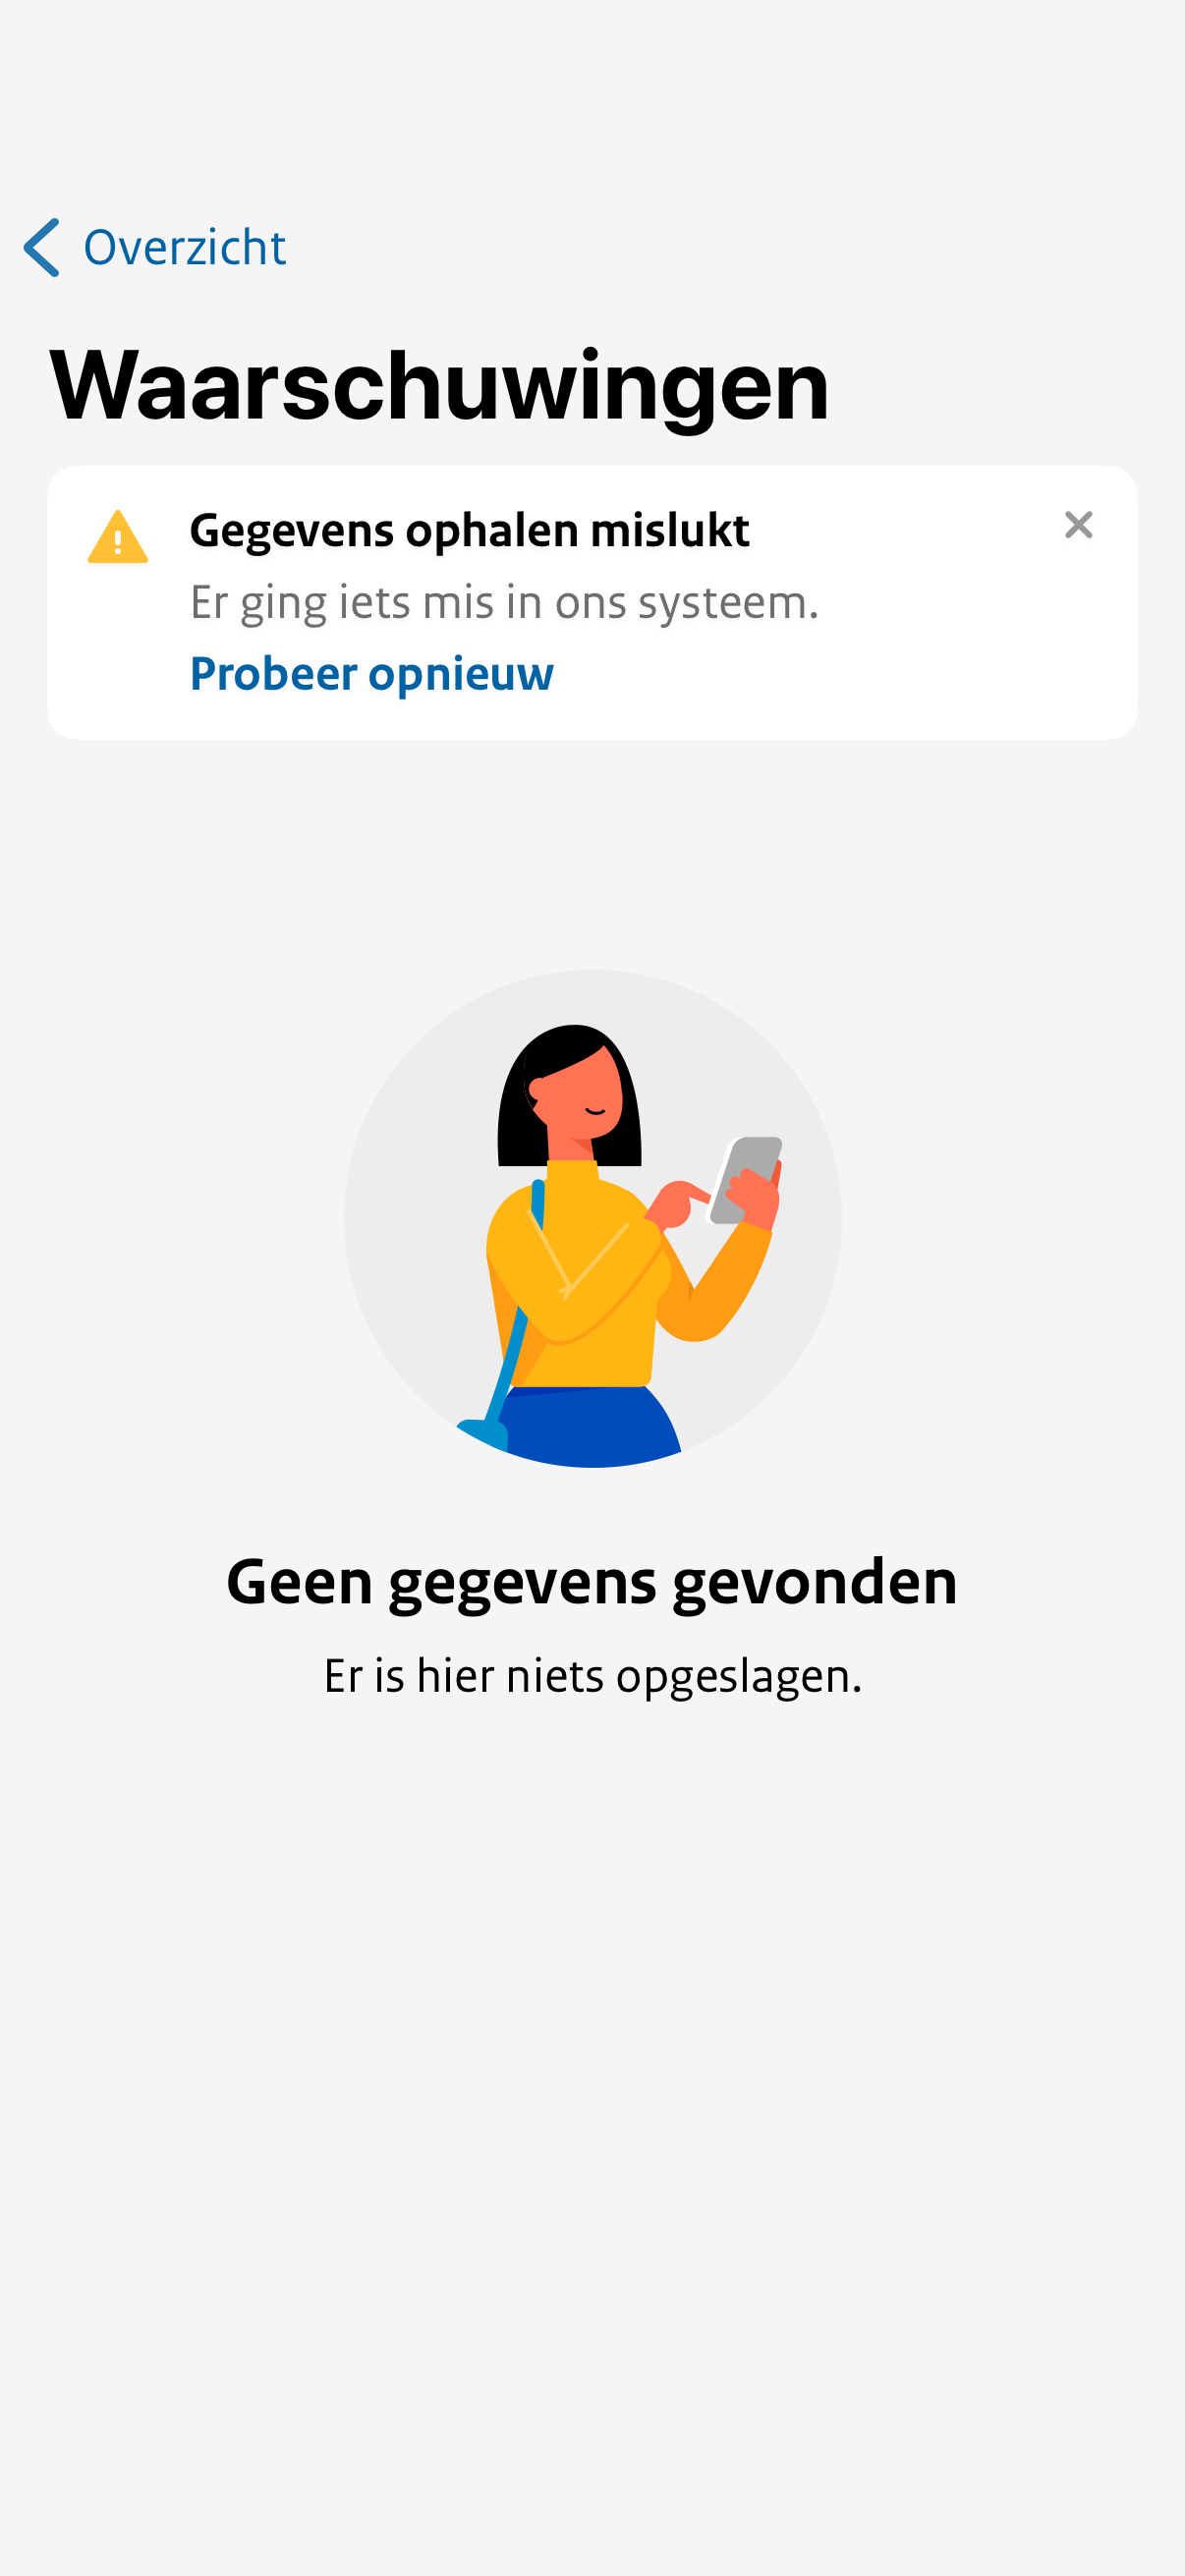 Overzicht
Waarschuwingen
Gegevens ophalen mislukt
Er ging iets mis in ons systeem.
Probeer opnieuw
Geen gegevens gevonden
Er is hier niets opgeslagen.